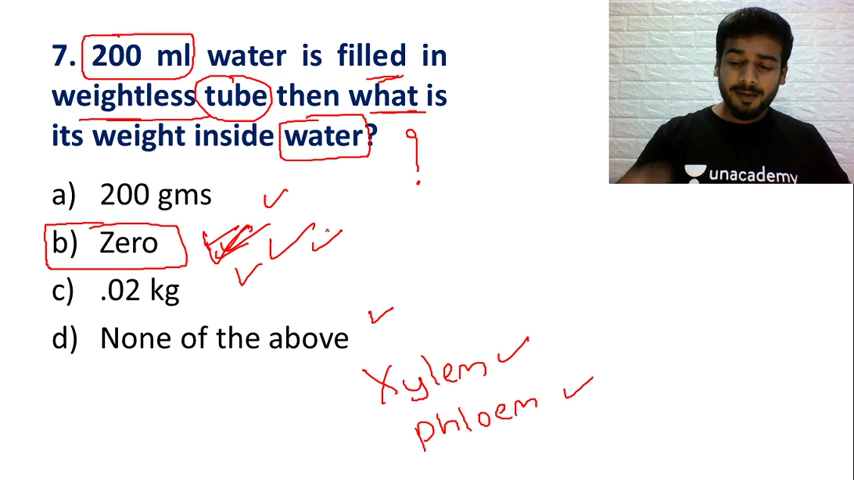 7. 200 ml water is filled in
weightless tube then what is
its weight inside water?
?
a) 200 gms
b) Zero
c) .02 kg
d) None of the above
Xylem
Phloem
unacademy